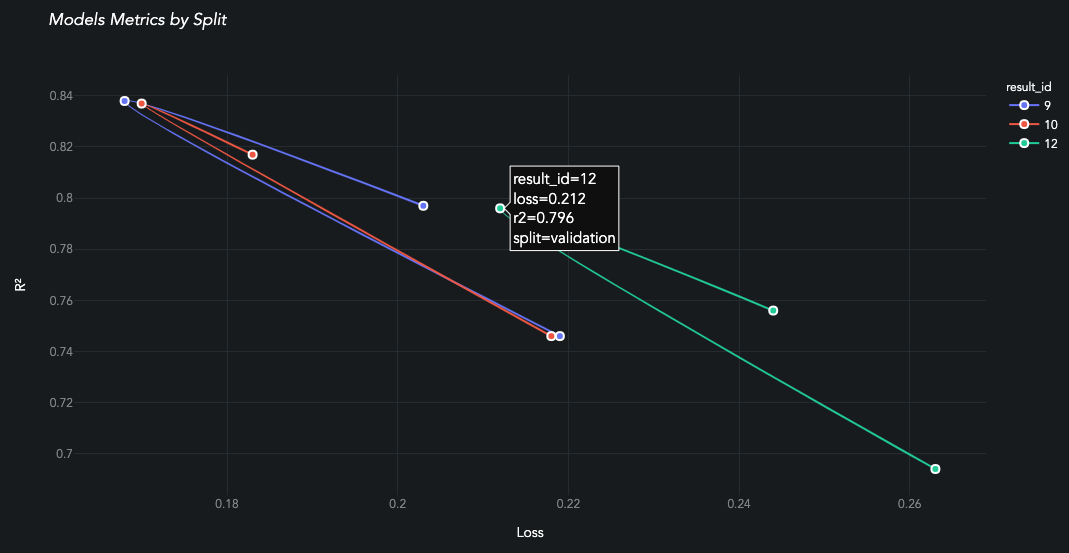 Models Metrics by Split
0.84
0.82
0.8
0.78
0.76
0.74
0.72
0.7
R²
0.18
0.2
0.22
0.24
0.26
Loss
result_id=12
loss=0.212
r2=0.796
split=validation
result_id
9
10
12